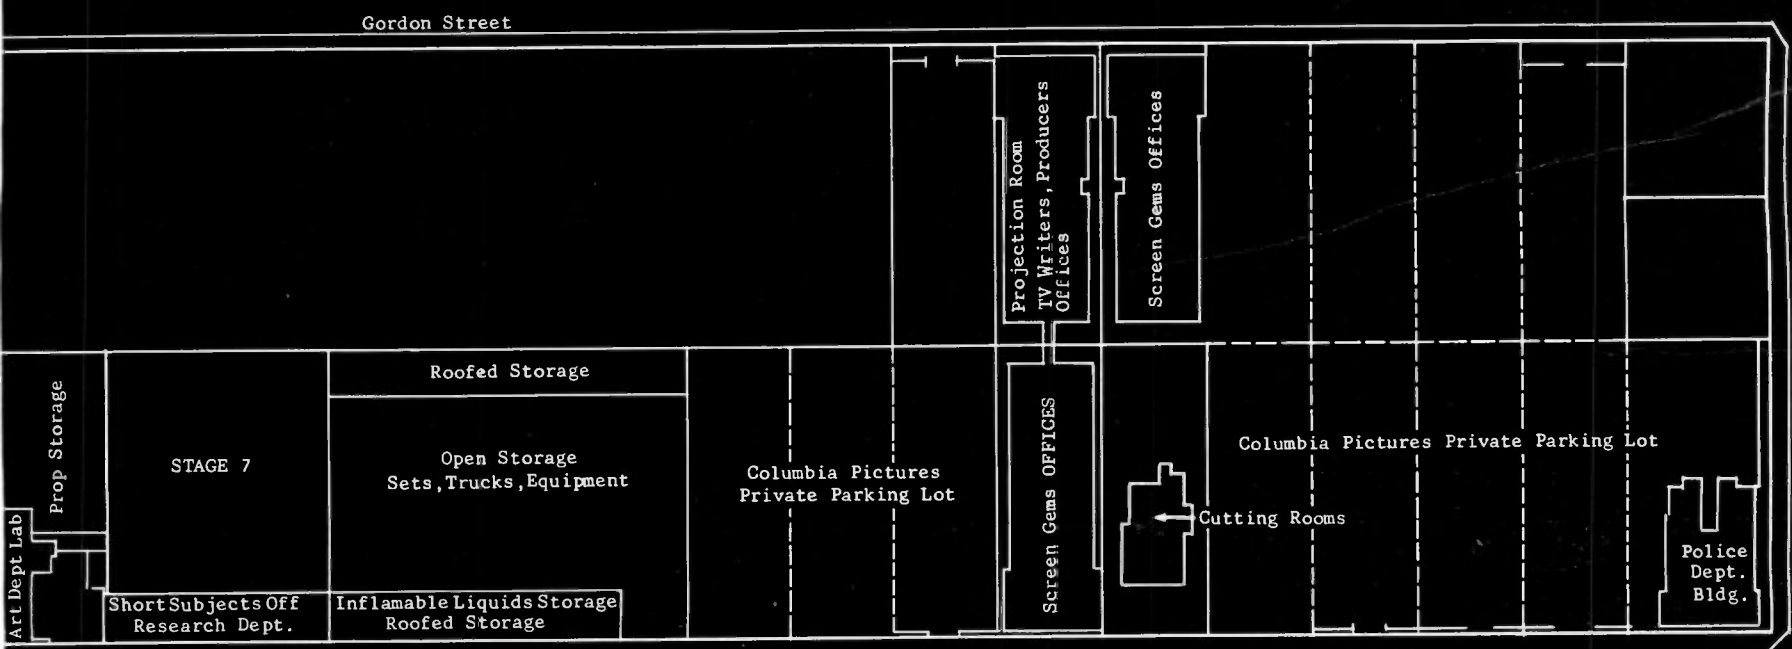 Gordon Street
Projection Room
TV Writers, Producers
Offices
Screen Gems Offices
Prop Storage
Art Dept Lab
STAGE 7
Short Subjects Off
Research Dept.
Roofed Storage
Open Storage
Sets, Trucks, Equipment
Inflamable Liquids Storage
Roofed Storage
Columbia Pictures
Private Parking Lot
Screen Gems OFFICES
Cutting Rooms
Columbia Pictures Private Parking Lot
Police
Dept.
Bldg.